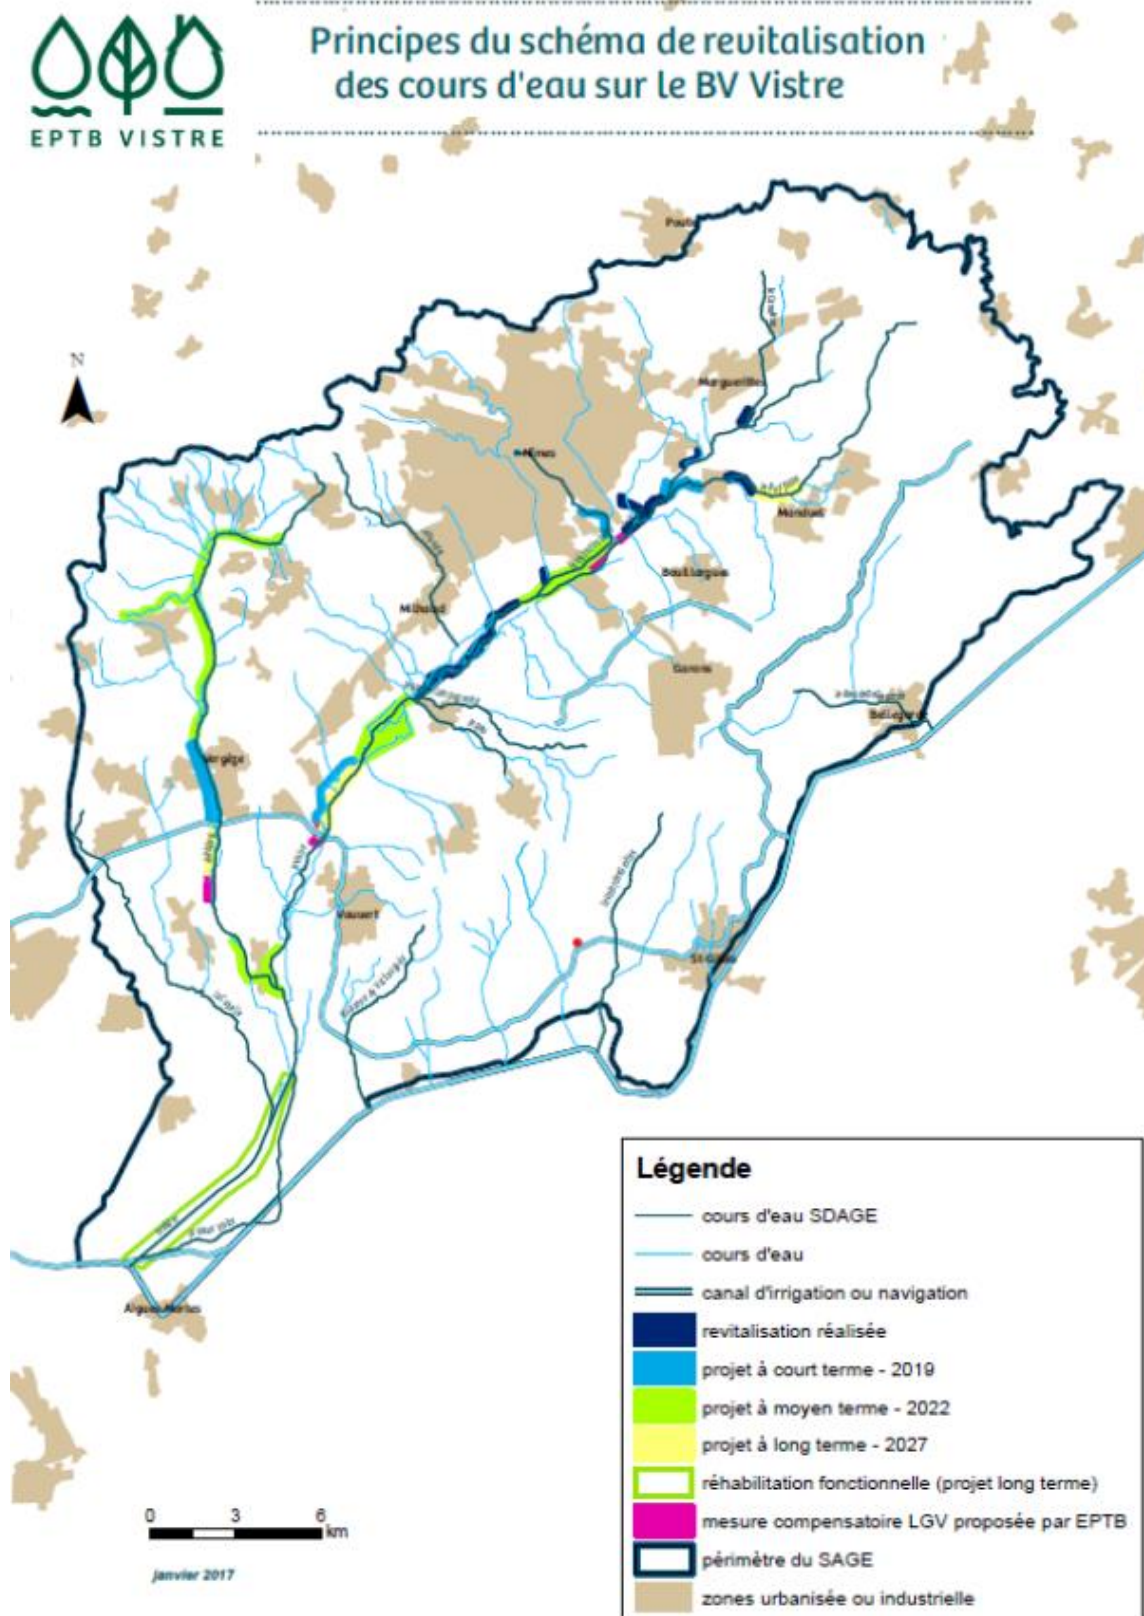 Principes du schéma de revitalisation
des cours d'eau sur le BV Vistre
EPTB VISTRE
N
Nîmes
Marguerittes
Manduel
Milhaud
Bouillargue
Garons
Vauvert
St-Gilles
Aigues-Mortes
Légende
cours d'eau SDAGE
cours d'eau
canal d'irrigation ou navigation
revitalisation réalisée
projet à court terme - 2019
projet à moyen terme - 2022
projet à long terme - 2027
réhabilitation fonctionnelle (projet long terme)
mesure compensatoire LGV proposée par EPTB
périmètre du SAGE
zones urbanisée ou industrielle
0 3 6
km
janvier 2017